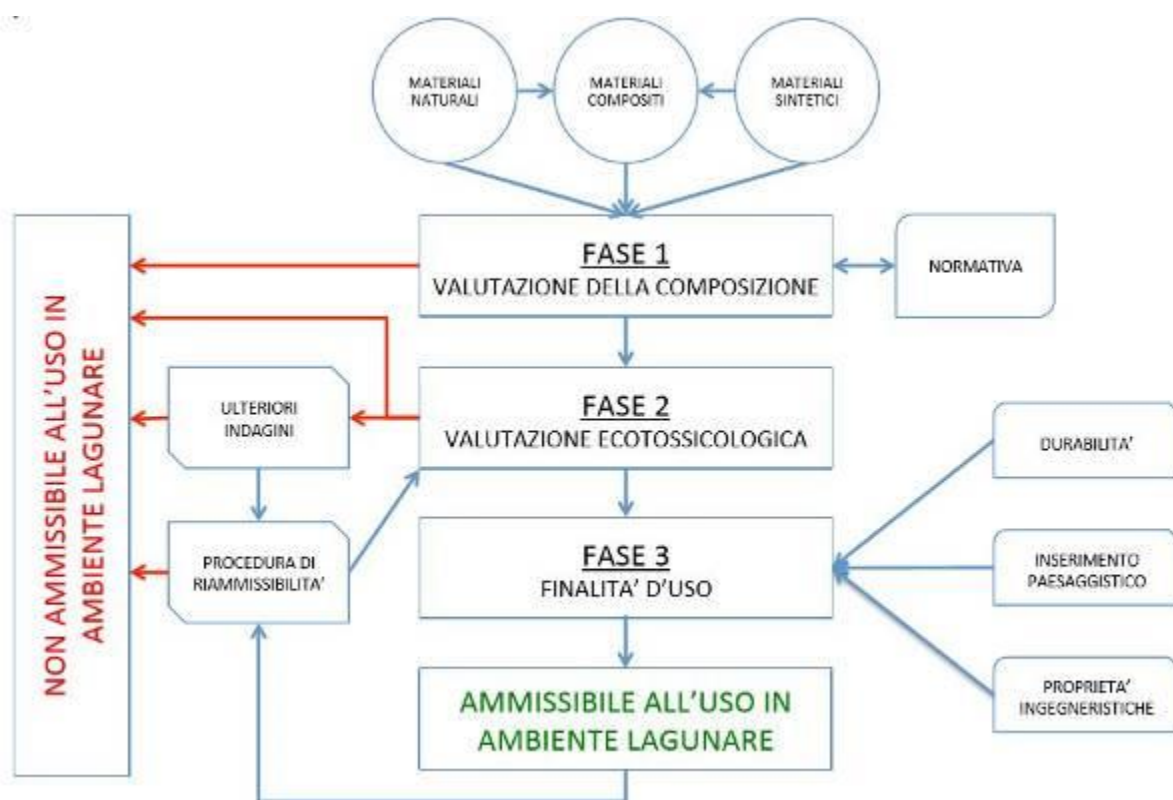 MATERIALI
NATURALI
MATERIALI
COMPOSITI
MATERIALI
SINTETICI
FASE 1
VALUTAZIONE DELLA COMPOSIZIONE
NORMATIVA
NON AMMISSIBILE ALL'USO IN
AMBIENTE LAGUNARE
ULTERIORI
INDAGINI
FASE 2
VALUTAZIONE ECOTOSSICOLOGICA
DURABILITA'
PROCEDURA DI
RIAMMISSIBILITA'
FASE 3
FINALITA' D'USO
INSERIMENTO
PAESAGGISTICO
AMMISSIBILE ALL'USO IN
AMBIENTE LAGUNARE
PROPRIETA'
INGEGNERISTICHE